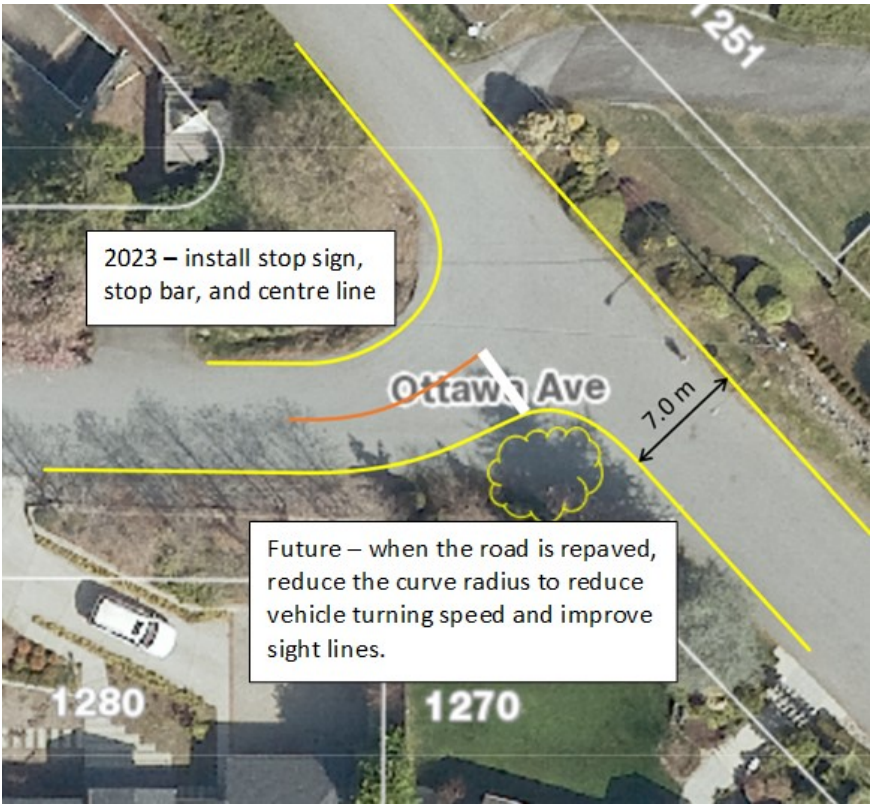 1251
2023 – install stop sign,
stop bar, and centre line
Ottawa Ave
7.0 m
Future – when the road is repaved,
reduce the curve radius to reduce
vehicle turning speed and improve
sight lines.
1280
1270